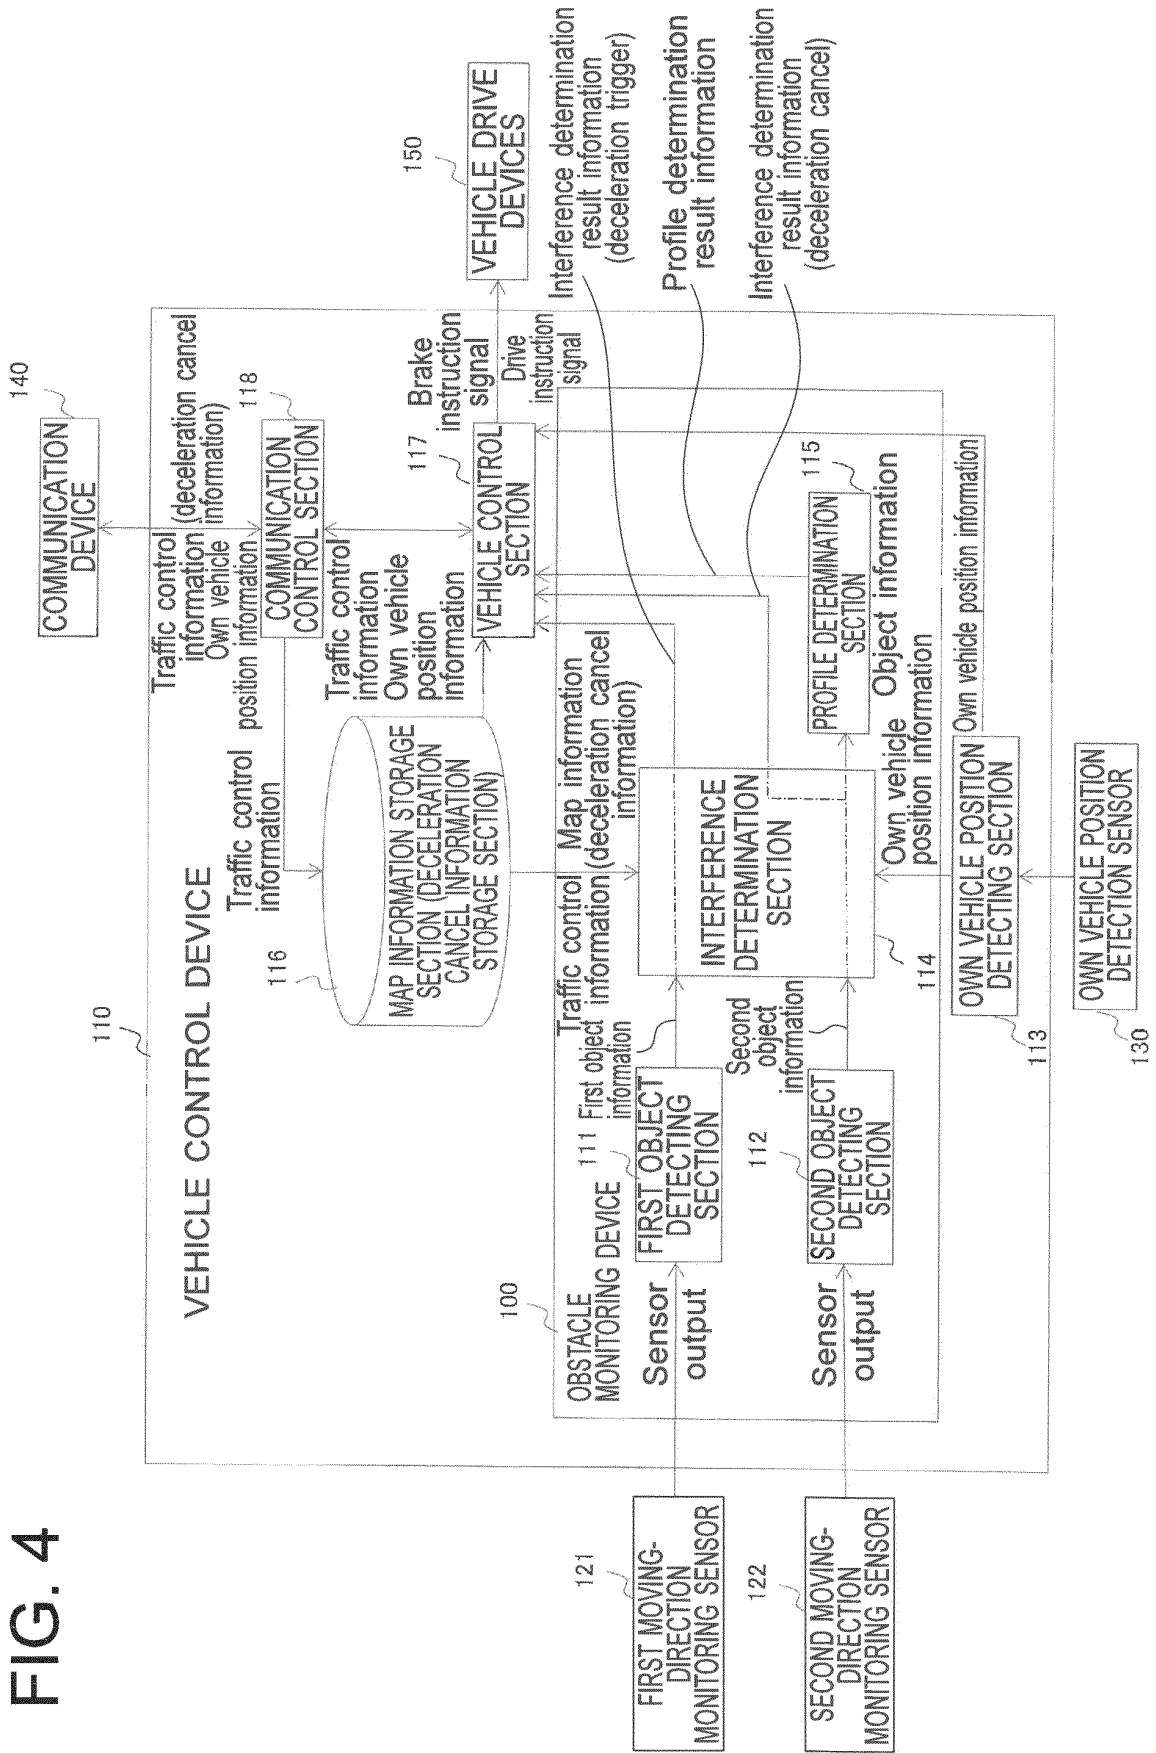 FIG. 4
VEHICLE CONTROL DEVICE
110
COMMUNICATION
DEVICE
140
Traffic control
information (deceleration cancel
Own vehicle information)
position information
COMMUNICATION
CONTROL SECTION
118
Traffic control
information
116
MAP INFORMATION STORAGE
SECTION (DECELERATION
CANCEL INFORMATION
STORAGE SECTION)
Traffic control
information
Own vehicle
position
information
117
VEHICLE CONTROL
SECTION
Brake
instruction
signal
Drive
instruction
signal
150
VEHICLE DRIVE
DEVICES
Interference determination
result information
(deceleration trigger)
Profile determination
result information
Interference determination
result information
(deceleration cancel)
OBSTACLE
MONITORING DEVICE
100
Traffic control Map information
information (deceleration cancel
information)
121
FIRST MOVING-
DIRECTION
MONITORING SENSOR
Sensor
output
111
FIRST OBJECT
DETECTING
SECTION
First object
information
INTERFERENCE
DETERMINATION
SECTION
114
122
SECOND MOVING-
DIRECTION
MONITORING SENSOR
Sensor
output
112
SECOND OBJECT
DETECTING
SECTION
Second
object
information
PROFILE DETERMINATION
SECTION
115
Object information
Own vehicle
position information
OWN VEHICLE POSITION
DETECTING SECTION
113
Own vehicle position information
OWN VEHICLE POSITION
DETECTION SENSOR
130